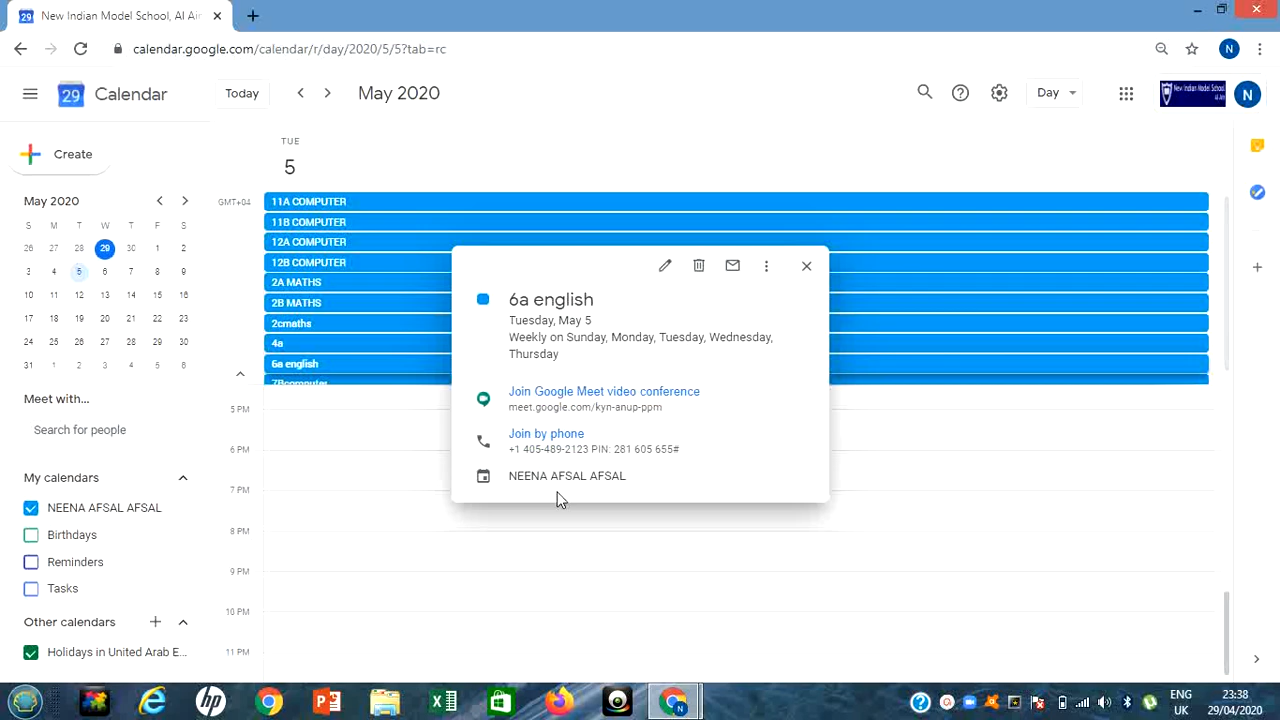 New Indian Model School, Al Ain
calendar.google.com/calendar/r/day/2020/5/5?tab=rc
N
29
Calendar
Today
May 2020
Day
New Indian Model School
N
TUE
5
Create
May 2020
S M T W T F S
26 27 28 29 30 1 2
3 4 5 6 7 8 9
10 11 12 13 14 15 16
17 18 19 20 21 22 23
24 25 26 27 28 29 30
31 1 2 3 4 5 6
GMT+04
11A COMPUTER
11B COMPUTER
12A COMPUTER
12B COMPUTER
2A MATHS
2B MATHS
2cmaths
4a
6a english
7Bcomputer
6a english
Tuesday, May 5
Weekly on Sunday, Monday, Tuesday, Wednesday,
Thursday
Join Google Meet video conference
meet.google.com/kyn-anup-ppm
Join by phone
+1 405-489-2123 PIN: 281 605 655#
NEENA AFSAL AFSAL
Meet with...
Search for people
My calendars
NEENA AFSAL AFSAL
Birthdays
Reminders
Tasks
Other calendars
Holidays in United Arab E...
5 PM
6 PM
7 PM
8 PM
9 PM
10 PM
11 PM
ENG
UK
23:38
29/04/2020